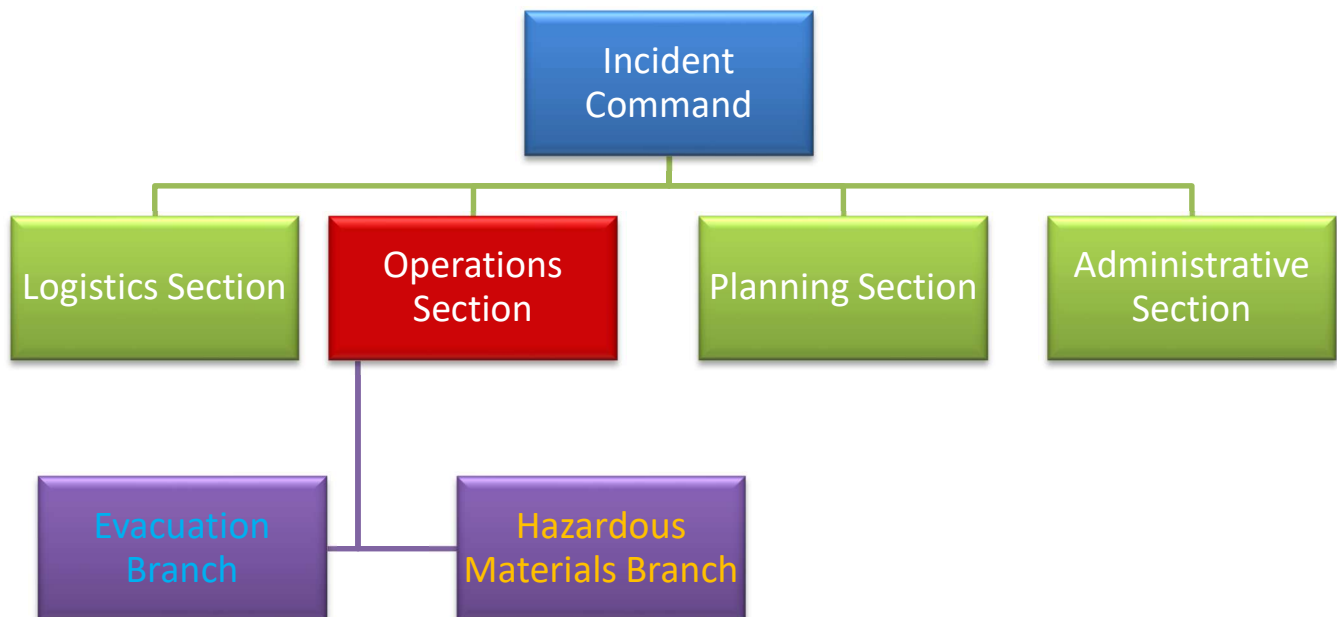 Incident
Command
Logistics Section
Operations
Section
Planning Section
Administrative
Section
Evacuation
Branch
Hazardous
Materials Branch